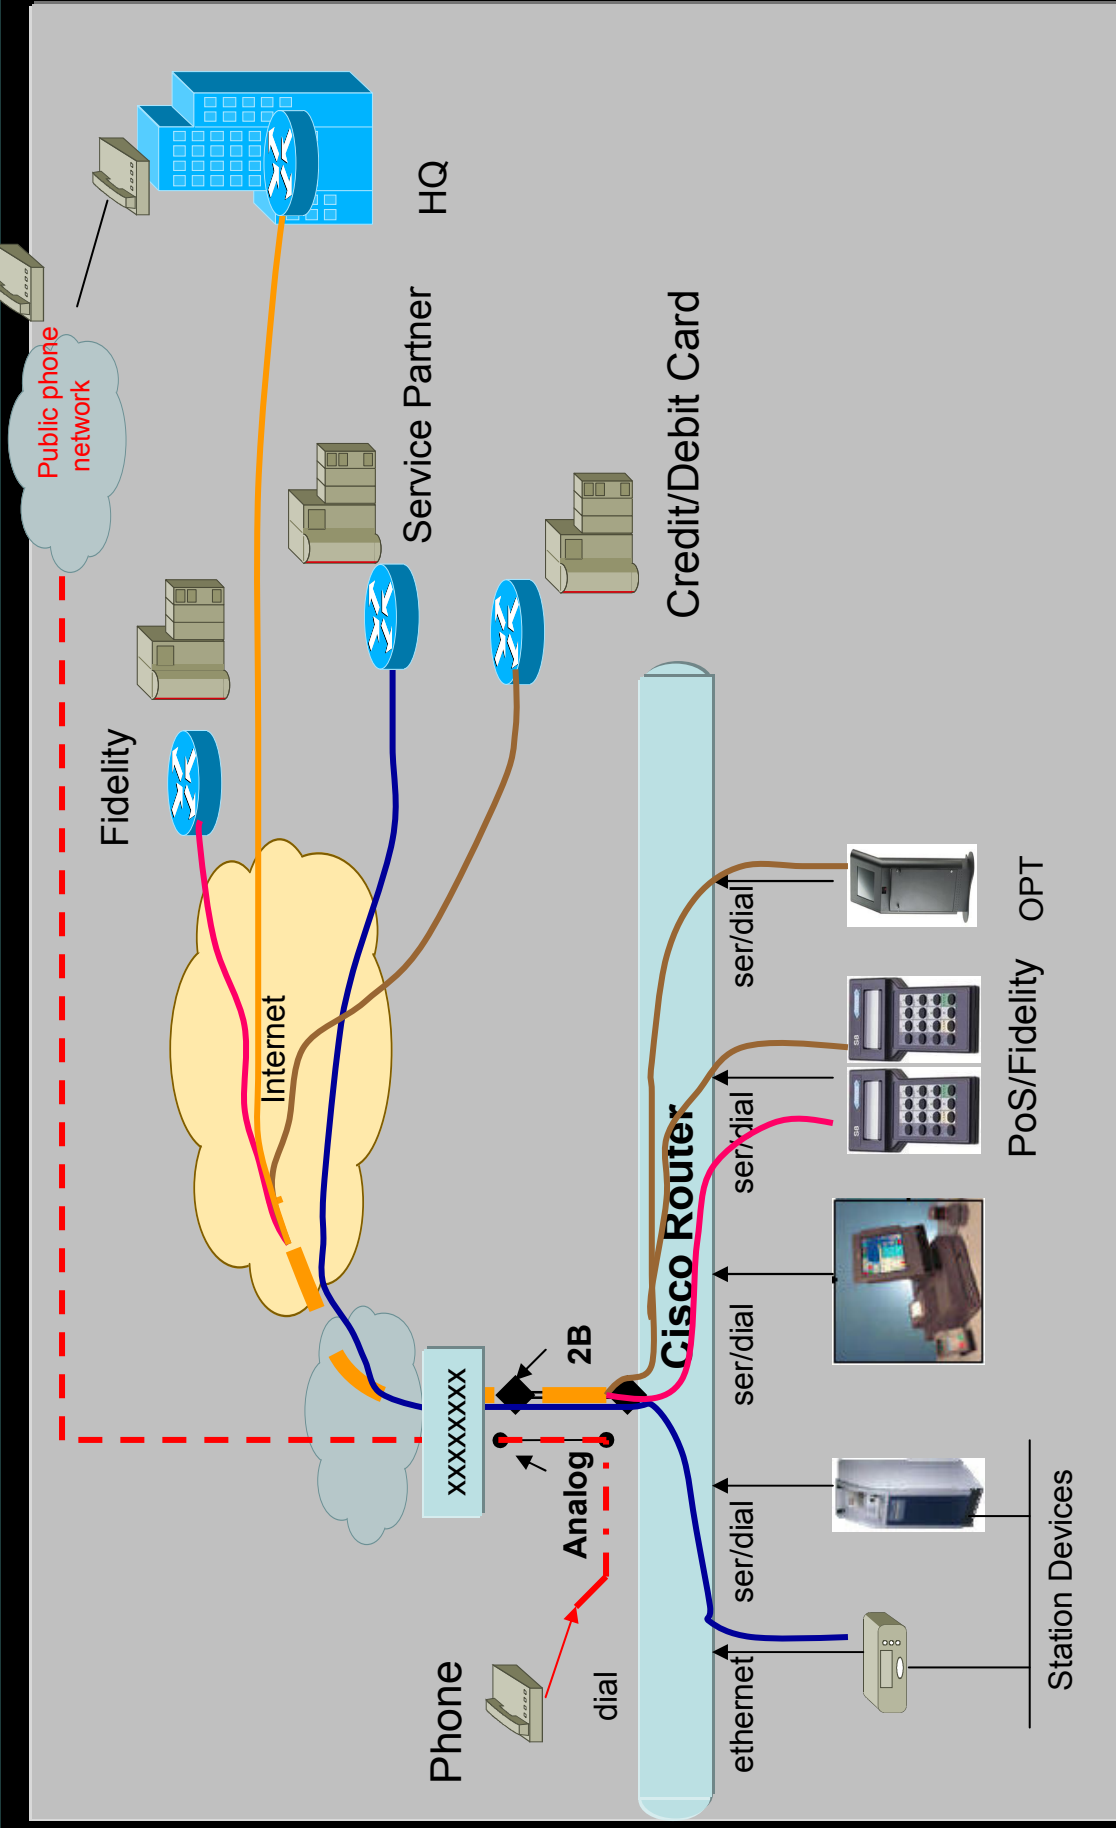 Public phone
network
HQ
Fidelity
Service Partner
Credit/Debit Card
Internet
xxxxxxxx
2B
Analog
Phone
dial
Cisco Router
ethernet
ser/dial
ser/dial
ser/dial
ser/dial
Station Devices
PoS/Fidelity
OPT